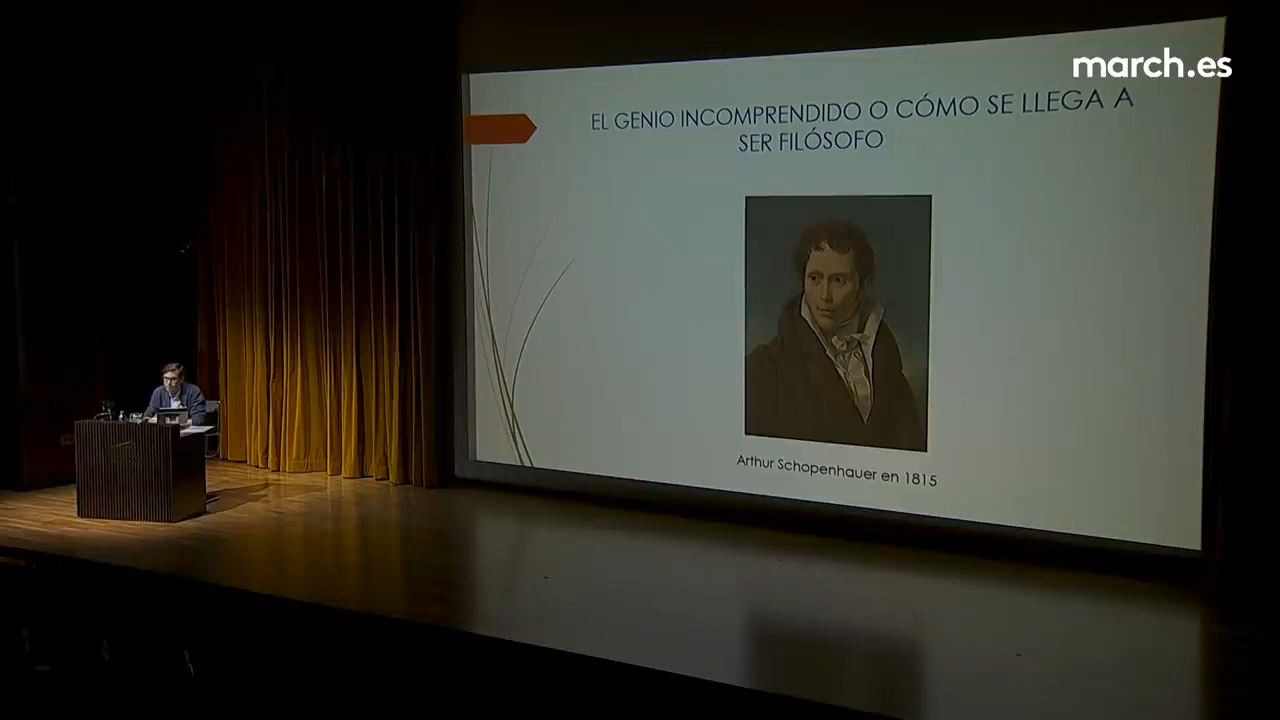 march.es
EL GENIO INCOMPRENDIDO O CÓMO SE LLEGA A
SER FILÓSOFO
Arthur Schopenhauer en 1815